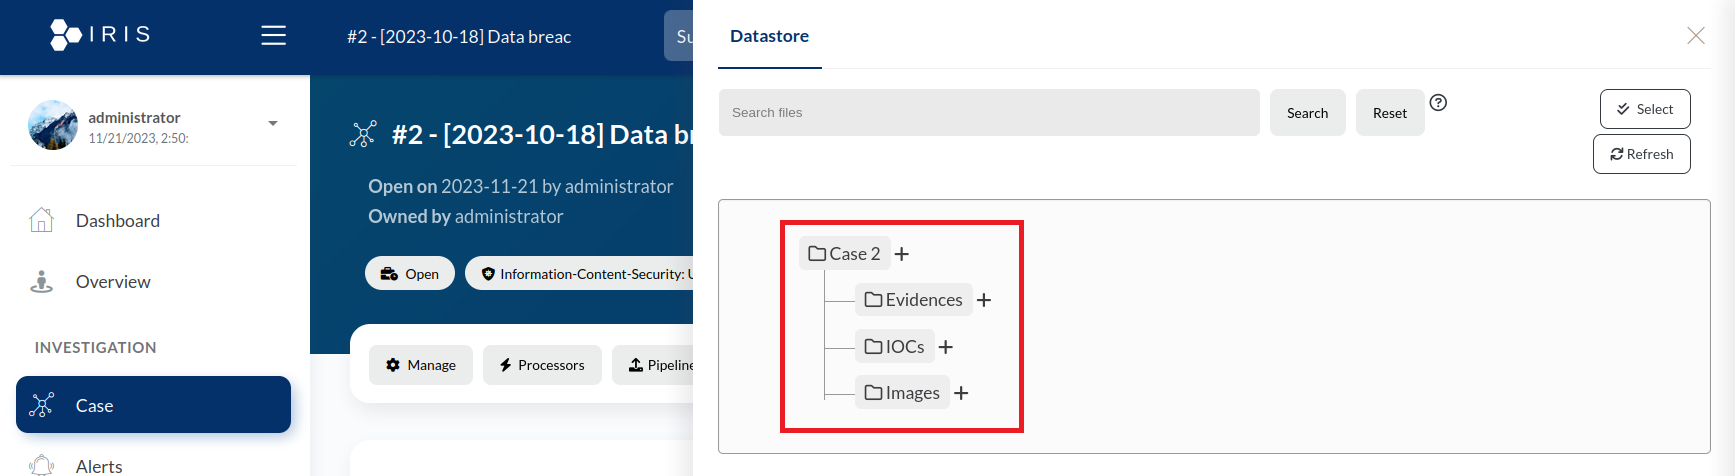 IRIS
#2 - [2023-10-18] Data breac
Su
administrator
11/21/2023, 2:50:
Dashboard
Overview
INVESTIGATION
Case
Alerts
#2 - [2023-10-18] Data br
Open on 2023-11-21 by administrator
Owned by administrator
Open
Information-Content-Security: U
Manage
Processors
Pipeline
Datastore
Search files
Search
Reset
Select
Refresh
Case 2
Evidences
IOCs
Images